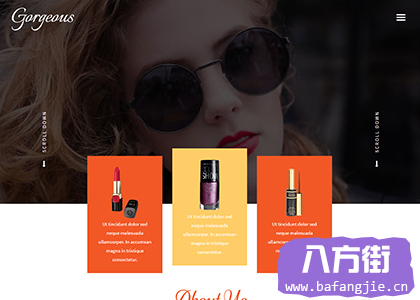 Gorgeous
SCROLL DOWN
SCROLL DOWN
SHOW
Ut tincidunt dolor sed
neque malesuada
ullamcorper. In accumsan
magna in tristique
consectetur.
Ut tincidunt dolor sed
neque malesuada
ullamcorper. In accumsan
magna in tristique
consectetur.
Ut tincidunt dolor sed
neque malesuada
ullamcorper. In accumsan
magna in tristique
consectetur.
About Us
八方街
www.bafangjie.cn